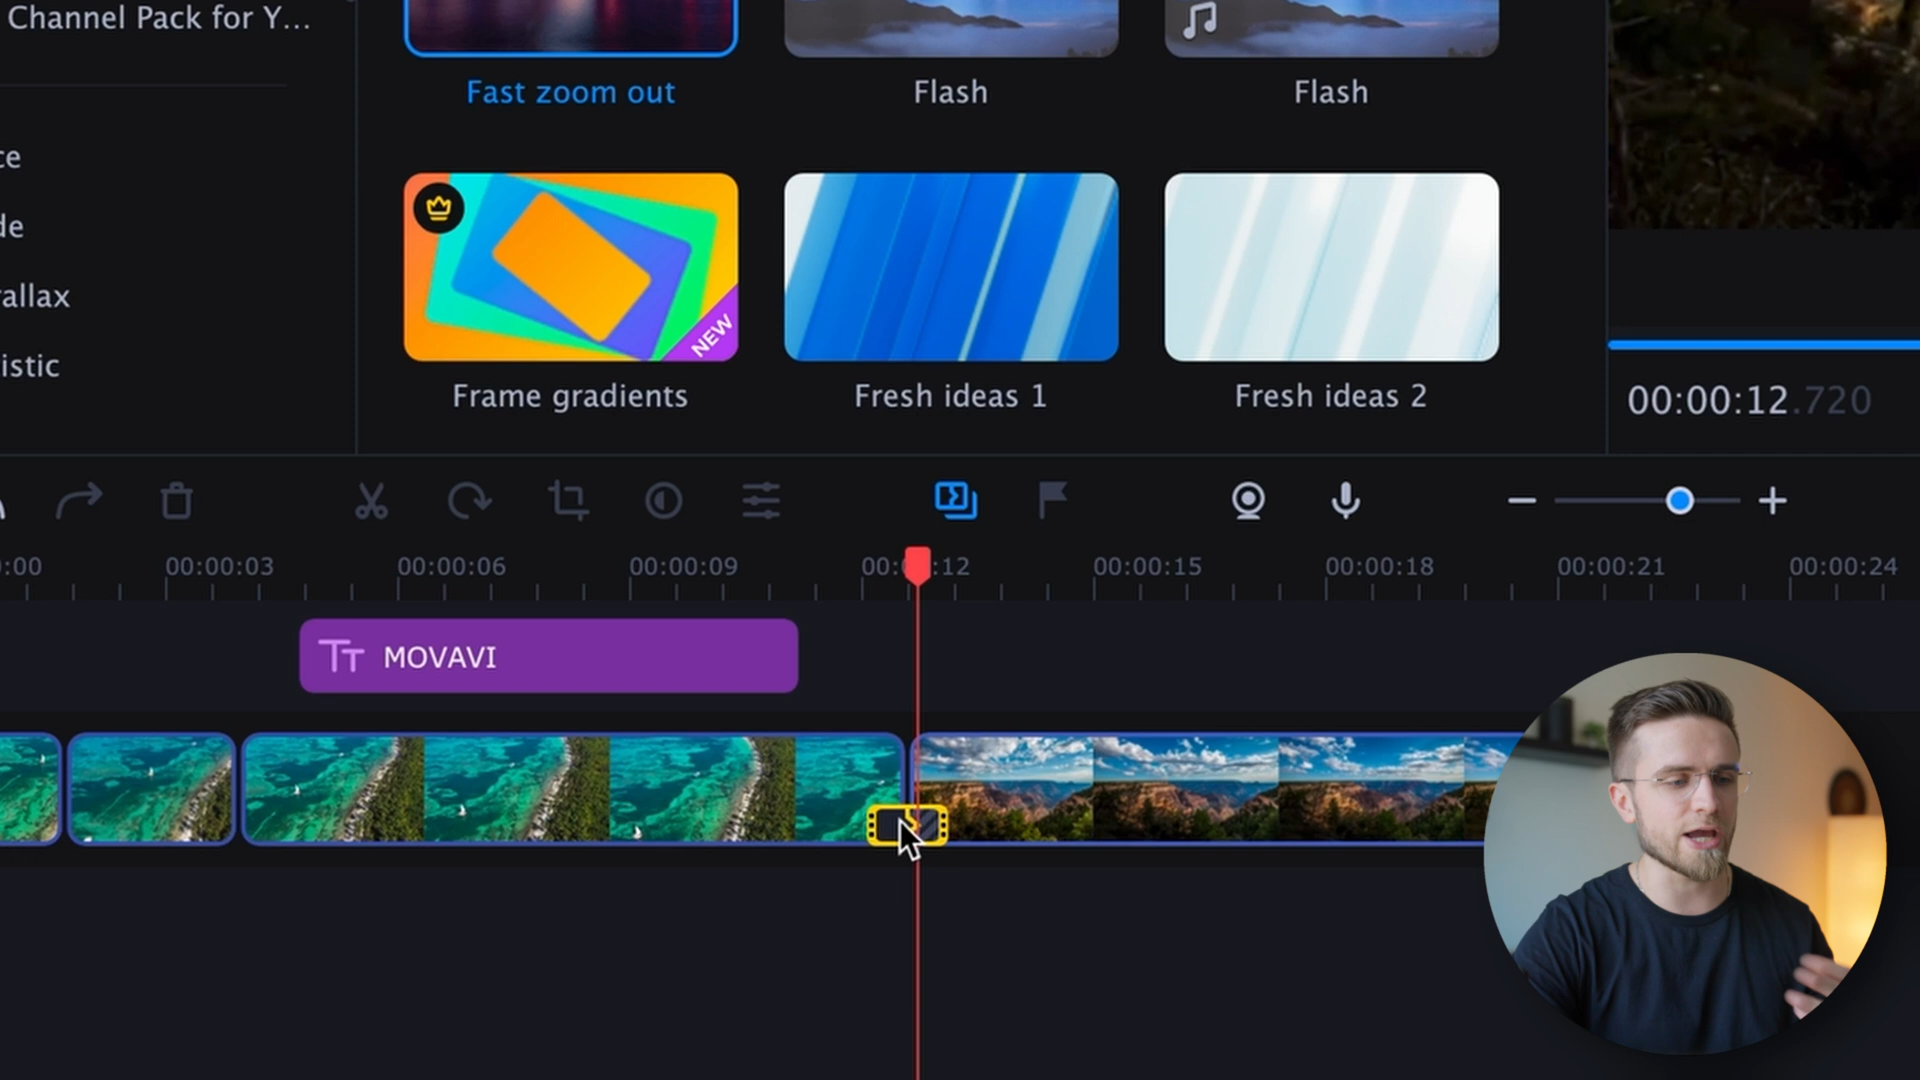 Channel Pack for Y...
Fast zoom out
Flash
Flash
ce
de
allax
istic
NEW
Frame gradients
Fresh ideas 1
Fresh ideas 2
00:00:12.720
:00
00:00:03
00:00:06
00:00:09
00:00:12
00:00:15
00:00:18
00:00:21
00:00:24
MOVAVI